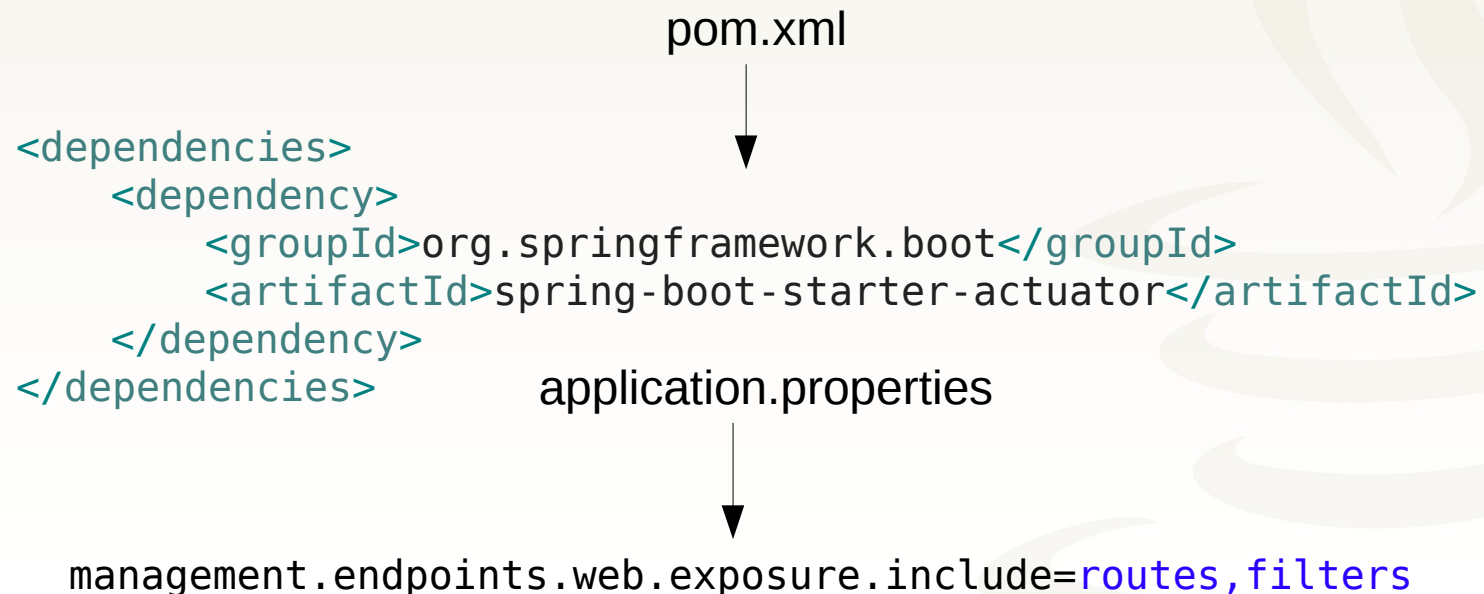 pom.xml
<dependencies>
    <dependency>
        <groupId>org.springframework.boot</groupId>
        <artifactId>spring-boot-starter-actuator</artifactId>
    </dependency>
</dependencies>
application.properties
management.endpoints.web.exposure.include=routes,filters